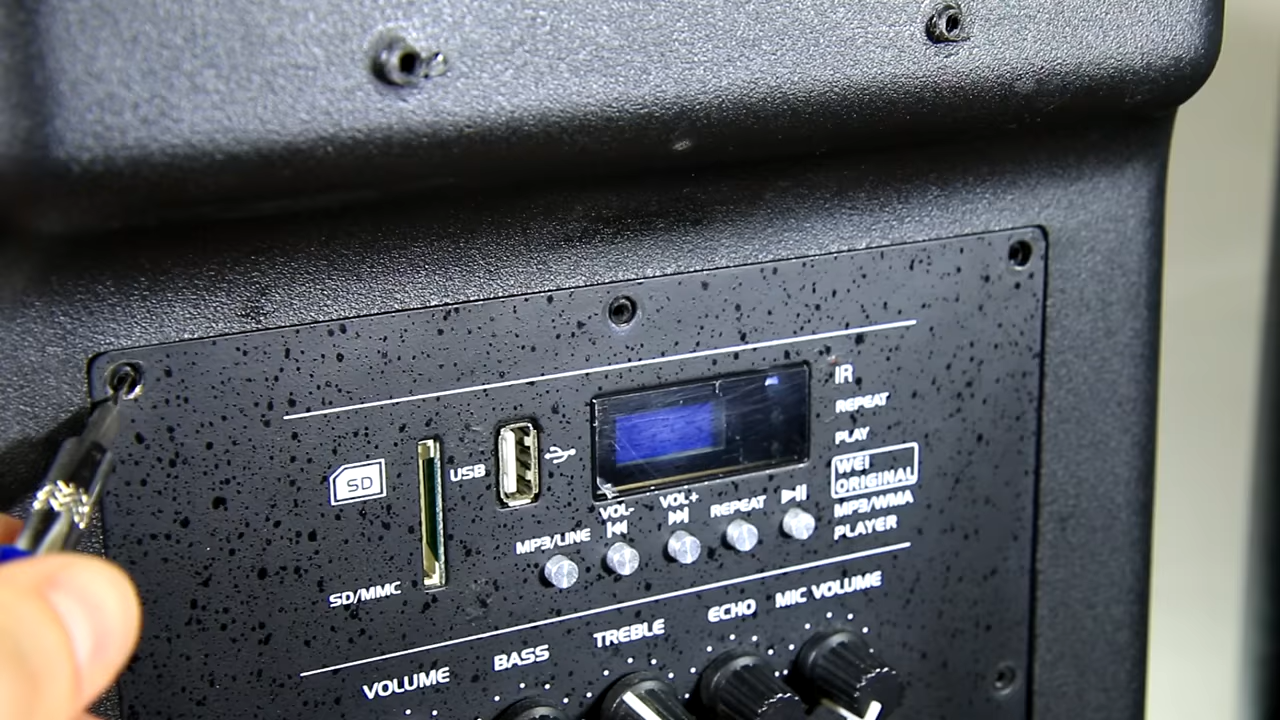 IR
REPEAT
PLAY
WEI
ORIGINAL
MP3/WMA
PLAYER
SD
USB
SD/MMC
MP3/LINE
VOL-
VOL+
REPEAT
VOLUME
BASS
TREBLE
ECHO
MIC VOLUME